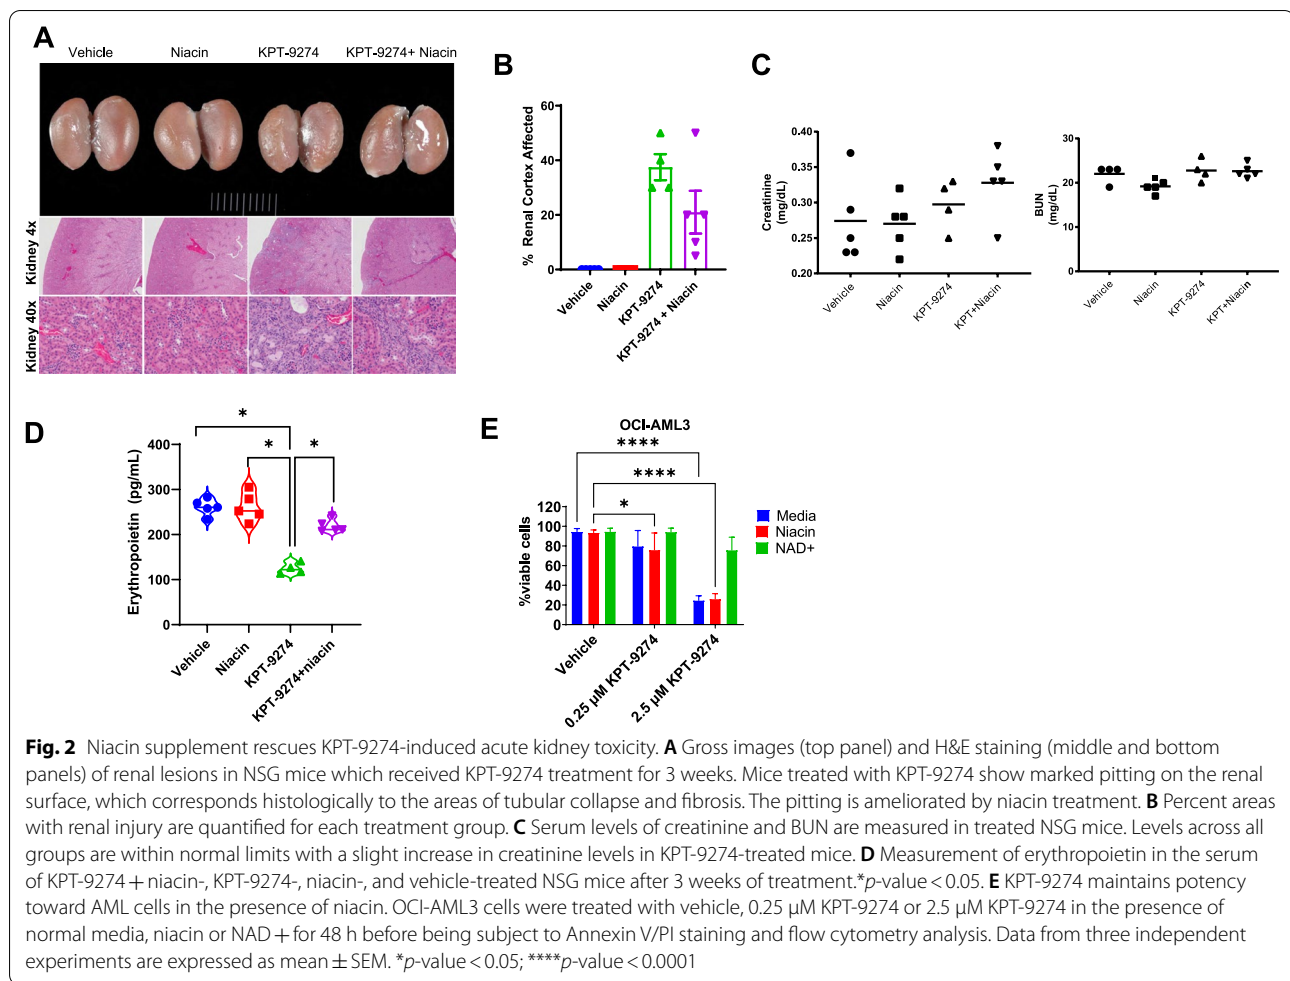 A
Vehicle Niacin KPT-9274 KPT-9274+ Niacin
Kidney 4x
Kidney 40x
B
% Renal Cortex Affected
60
40
20
0
Vehicle
Niacin
KPT-9274
KPT-9274 + Niacin
C
Creatinine
(mg/dL)
0.40
0.35
0.30
0.25
0.20
Vehicle
Niacin
KPT-9274
KPT+Niacin
BUN
(mg/dL)
30
20
10
0
Vehicle
Niacin
KPT-9274
KPT+Niacin
D
Erythropoietin (pg/mL)
400
300
200
100
0
*
* *
Vehicle
Niacin
KPT-9274
KPT-9274+niacin
E
OCI-AML3
****
****
*
%viable cells
120
100
80
60
40
20
0
Vehicle
0.25 µM KPT-9274
2.5 µM KPT-9274
Media
Niacin
NAD+
Fig. 2 Niacin supplement rescues KPT-9274-induced acute kidney toxicity. A Gross images (top panel) and H&E staining (middle and bottom
panels) of renal lesions in NSG mice which received KPT-9274 treatment for 3 weeks. Mice treated with KPT-9274 show marked pitting on the renal
surface, which corresponds histologically to the areas of tubular collapse and fibrosis. The pitting is ameliorated by niacin treatment. B Percent areas
with renal injury are quantified for each treatment group. C Serum levels of creatinine and BUN are measured in treated NSG mice. Levels across all
groups are within normal limits with a slight increase in creatinine levels in KPT-9274-treated mice. D Measurement of erythropoietin in the serum
of KPT-9274 + niacin-, KPT-9274-, niacin-, and vehicle-treated NSG mice after 3 weeks of treatment.*p-value < 0.05. E KPT-9274 maintains potency
toward AML cells in the presence of niacin. OCI-AML3 cells were treated with vehicle, 0.25 µM KPT-9274 or 2.5 µM KPT-9274 in the presence of
normal media, niacin or NAD + for 48 h before being subject to Annexin V/PI staining and flow cytometry analysis. Data from three independent
experiments are expressed as mean ± SEM. *p-value < 0.05; ****p-value < 0.0001